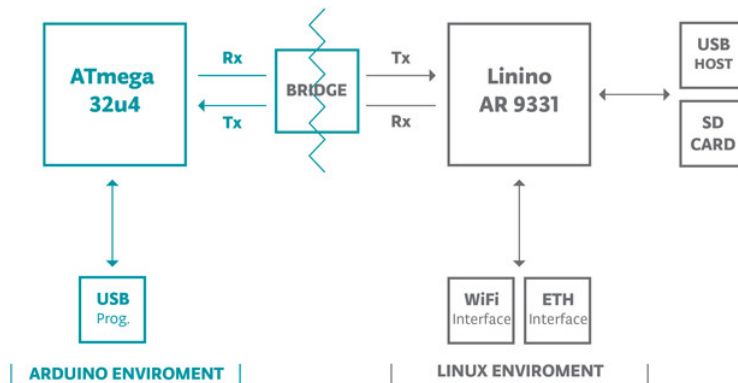 ATmega
32u4
Rx
Tx
BRIDGE
Tx
Rx
Linino
AR 9331
USB
HOST
SD
CARD
USB
Prog.
WiFi
Interface
ETH
Interface
ARDUINO ENVIROMENT
LINUX ENVIROMENT